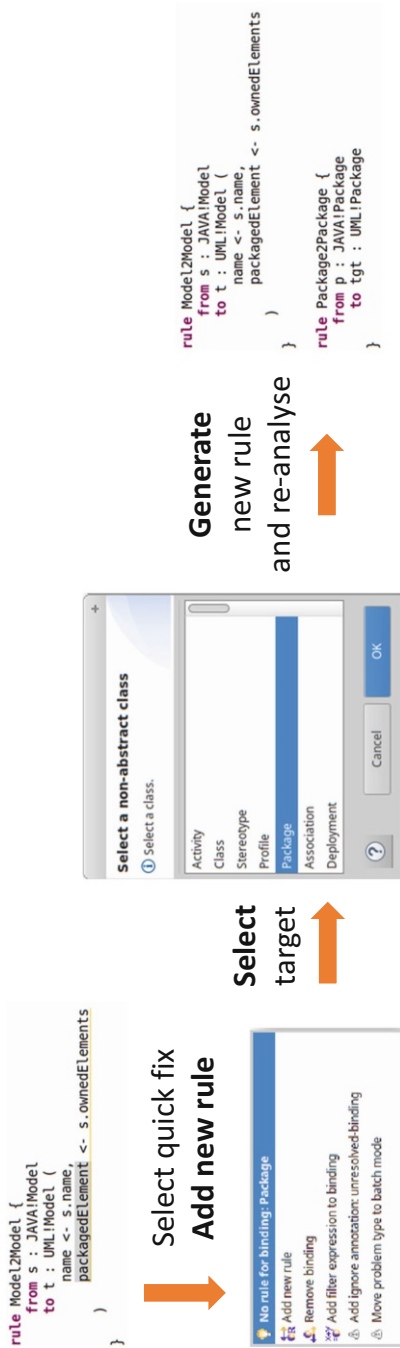 rule Model2Model {
from s : JAVA!Model
to t : UML!Model (
name <- s.name,
packagedElement <- s.ownedElements
)
}
Select quick fix
Add new rule
No rule for binding: Package
Add new rule
Remove binding
Add filter expression to binding
Add ignore annotation: unresolved-binding
Move problem type to batch mode
Select
target
Select a non-abstract class
Select a class.
Activity
Class
Stereotype
Profile
Package
Association
Deployment
Cancel
OK
Generate
new rule
and re-analyse
rule Model2Model {
from s : JAVA!Model
to t : UML!Model (
name <- s.name,
packagedElement <- s.ownedElements
)
}
rule Package2Package {
from p : JAVA!Package
to tgt : UML!Package
}